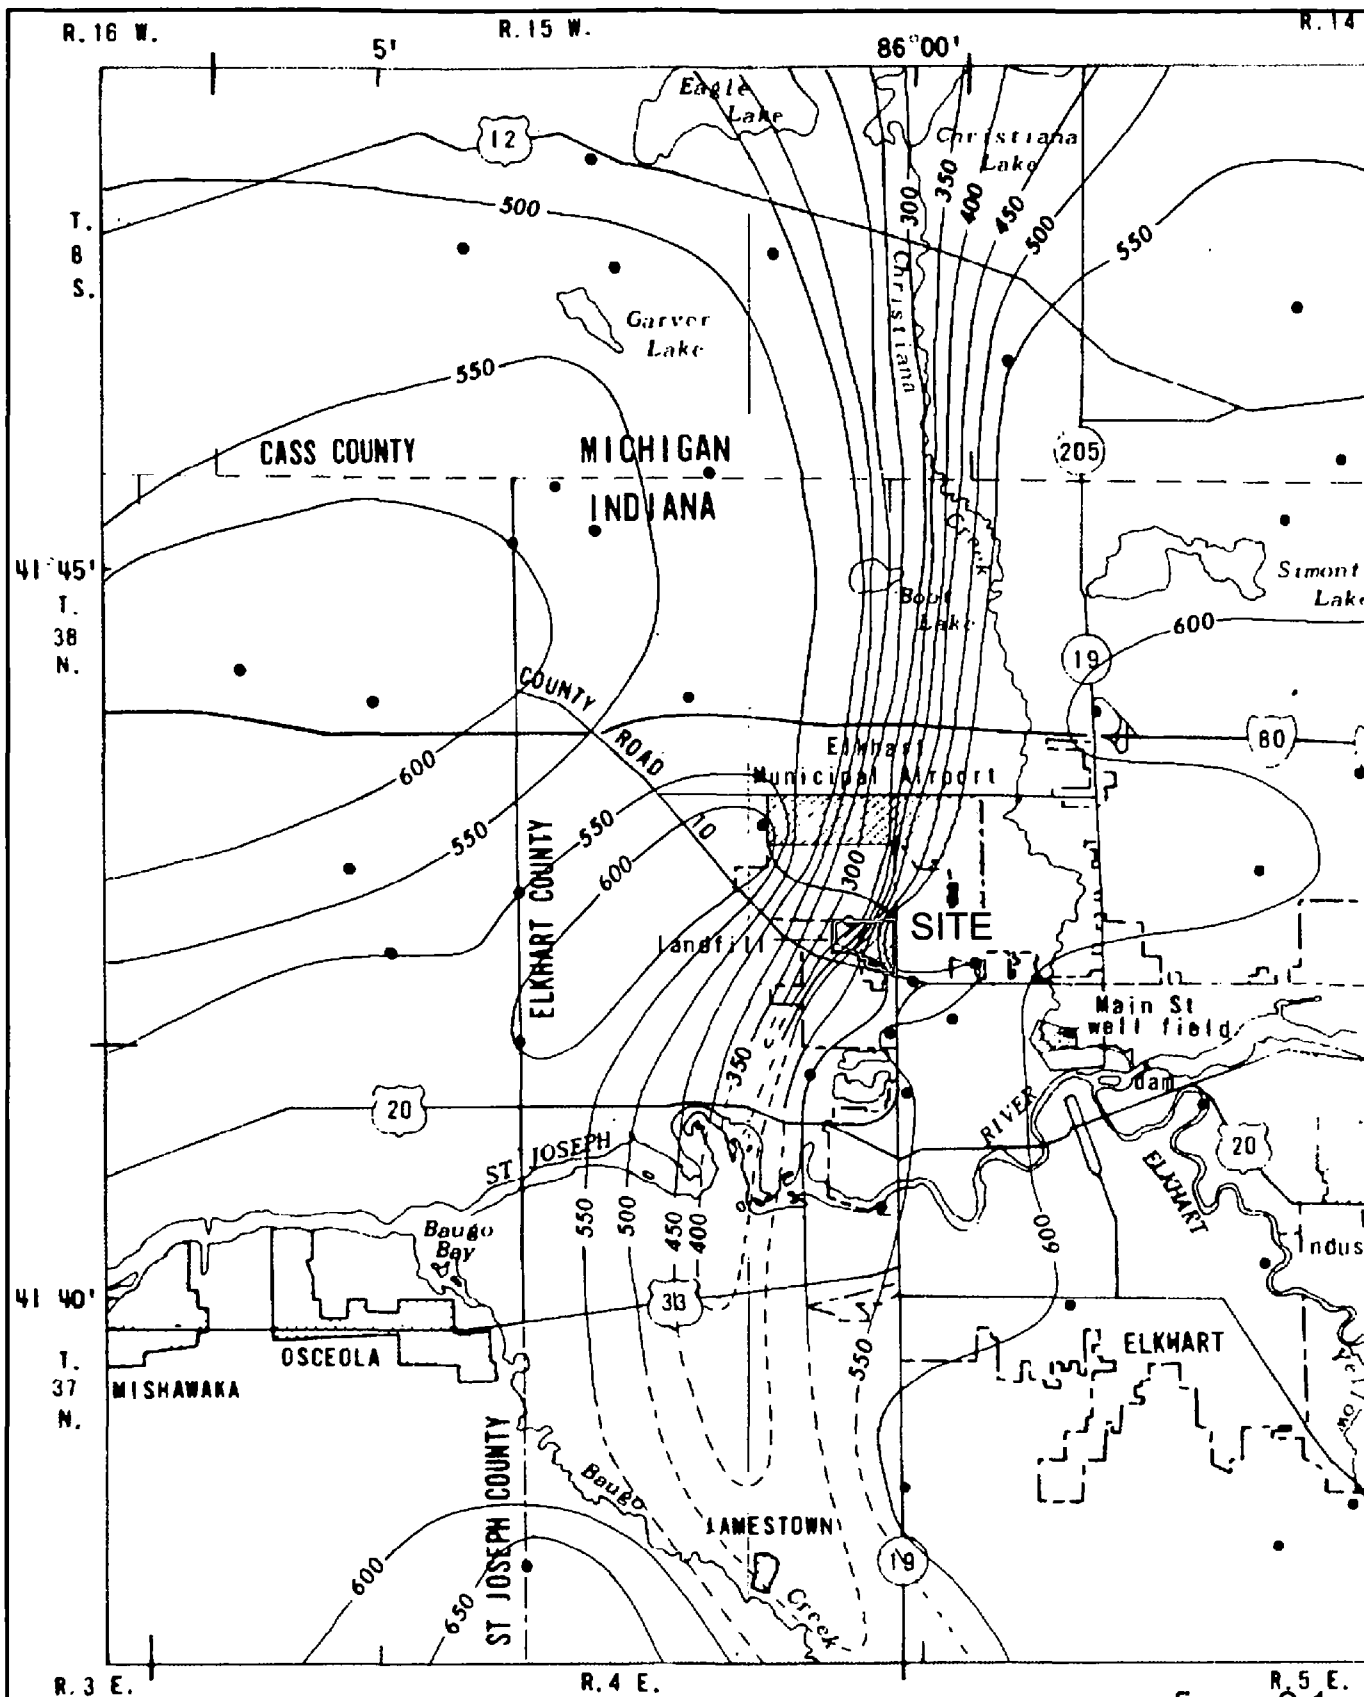 R.16 W.
R.15 W.
R.14
5'
86°00'
Eagle
Lake
12
Christiana
Lake
T.
8
S.
500
300
350
400
450
500
550
Christiana
Garver
Lake
550
CASS COUNTY
MICHIGAN
205
INDIANA
Creek
41°45'
T.
38
N.
Boot
Lake
Simont
Lake
600
19
COUNTY
ROAD
10
600
Elkhart
Municipal Airport
80
550
550
600
300
ELKHART COUNTY
landfill
SITE
Main St
well field
350
dam
20
RIVER
ST JOSEPH
ELKHART
20
Baugo
Bay
550
500
450
400
600
Indus
41°40'
313
550
OSCEOLA
ELKHART
T.
37
N.
MISHAWAKA
Yellow
ST JOSEPH COUNTY
Baugo
JAMESTOWN
Creek
19
600
650
R.3 E.
R.4 E.
R.5 E.